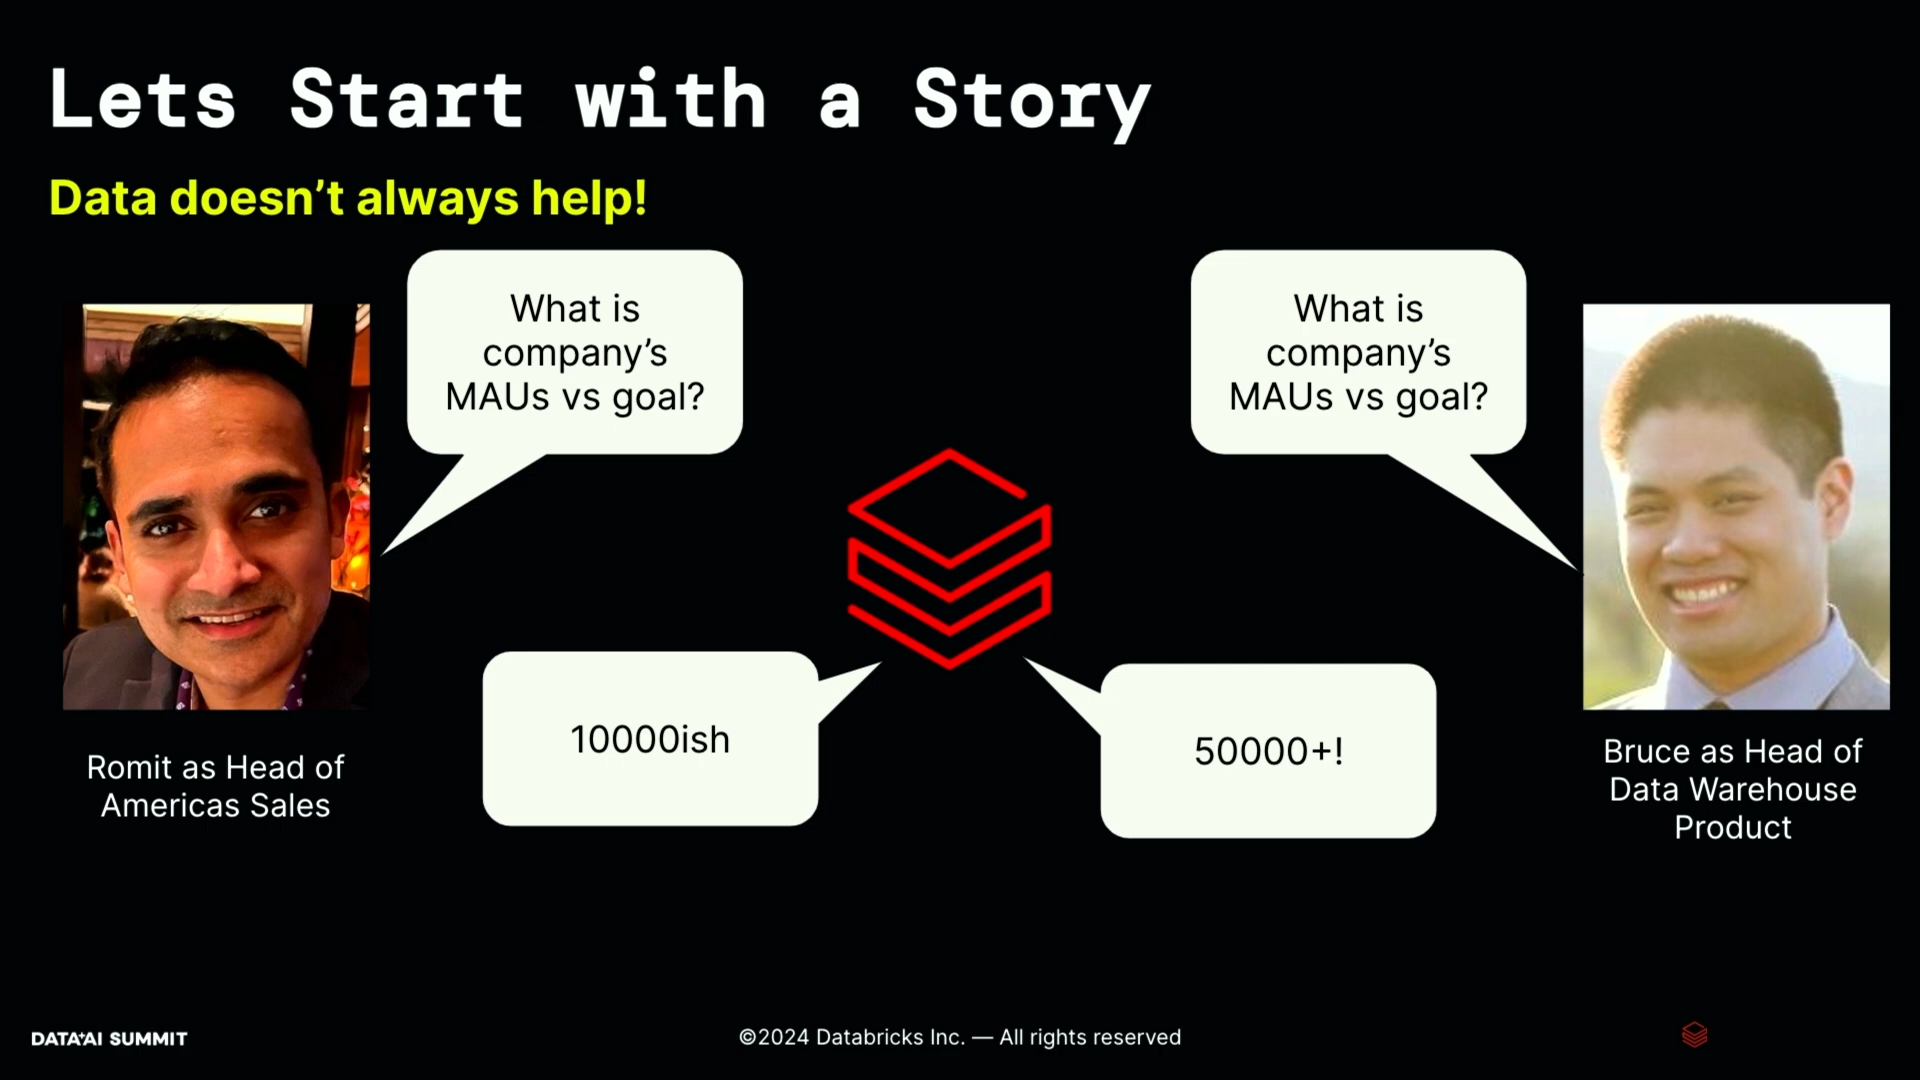 Lets Start with a Story
Data doesn’t always help!
What is
company’s
MAUs vs goal?
What is
company’s
MAUs vs goal?
10000ish
50000+!
Romit as Head of
Americas Sales
Bruce as Head of
Data Warehouse
Product
DATA+AI SUMMIT
©2024 Databricks Inc. — All rights reserved